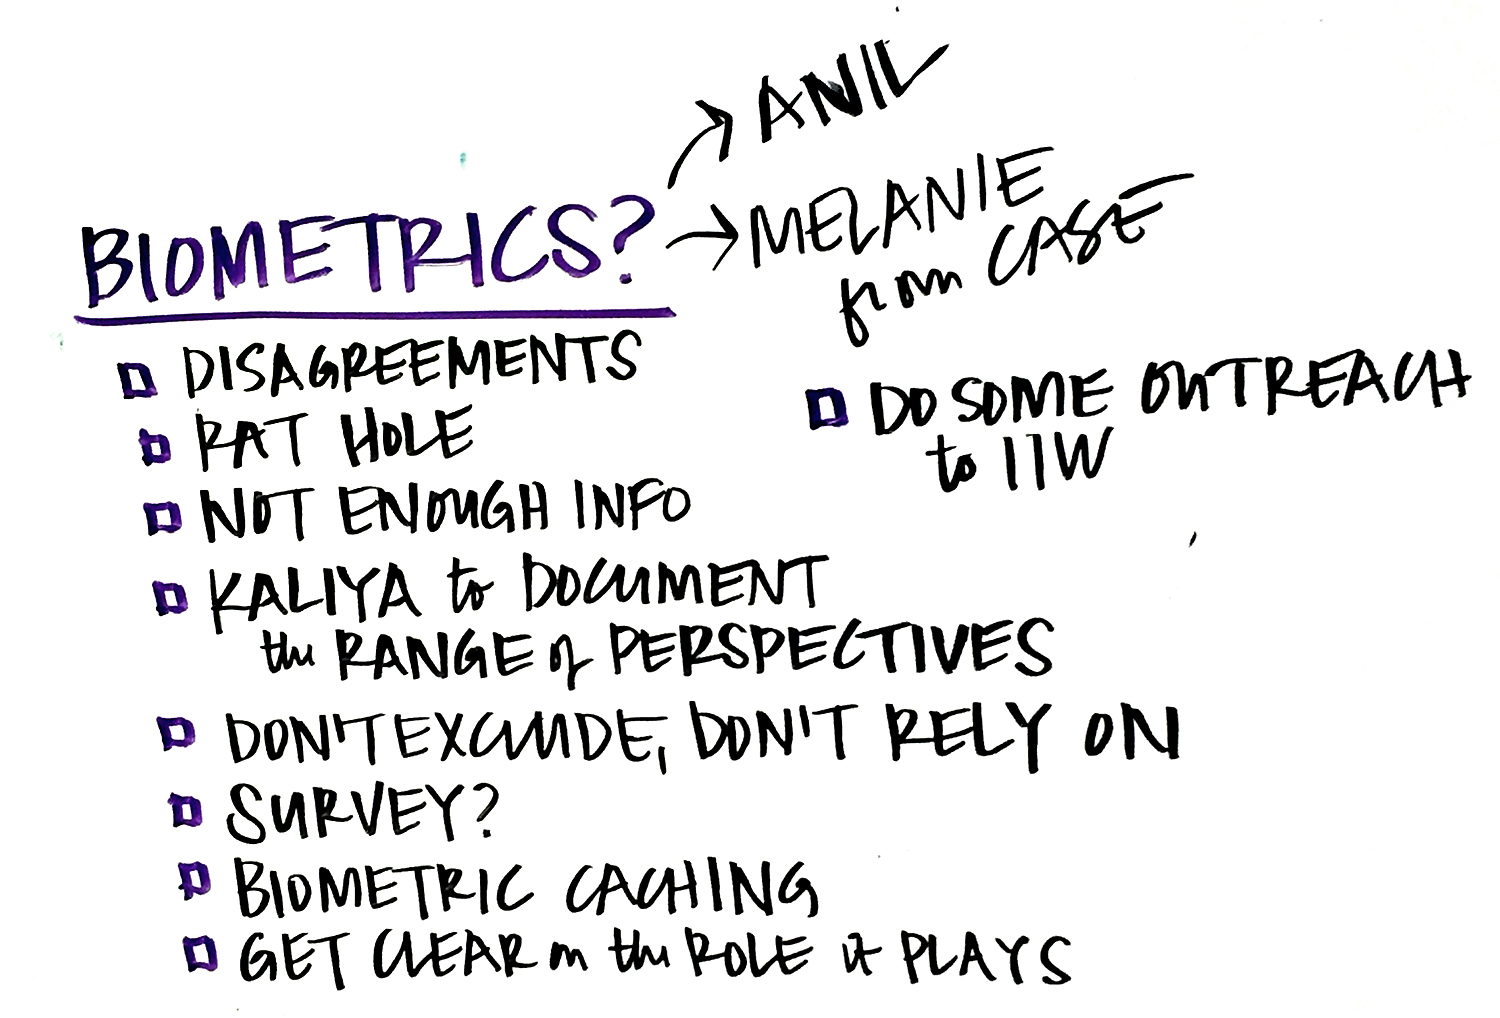 ANIL
BIOMETRICS?
MELANIE
from CASE
DISAGREEMENTS
RAT HOLE
NOT ENOUGH INFO
KALIYA to DOCUMENT
the RANGE of PERSPECTIVES
DON'T EXCLUDE, DON'T RELY ON
SURVEY?
BIOMETRIC CACHING
GET CLEAR on the ROLE it PLAYS
DO SOME OUTREACH
to IIW